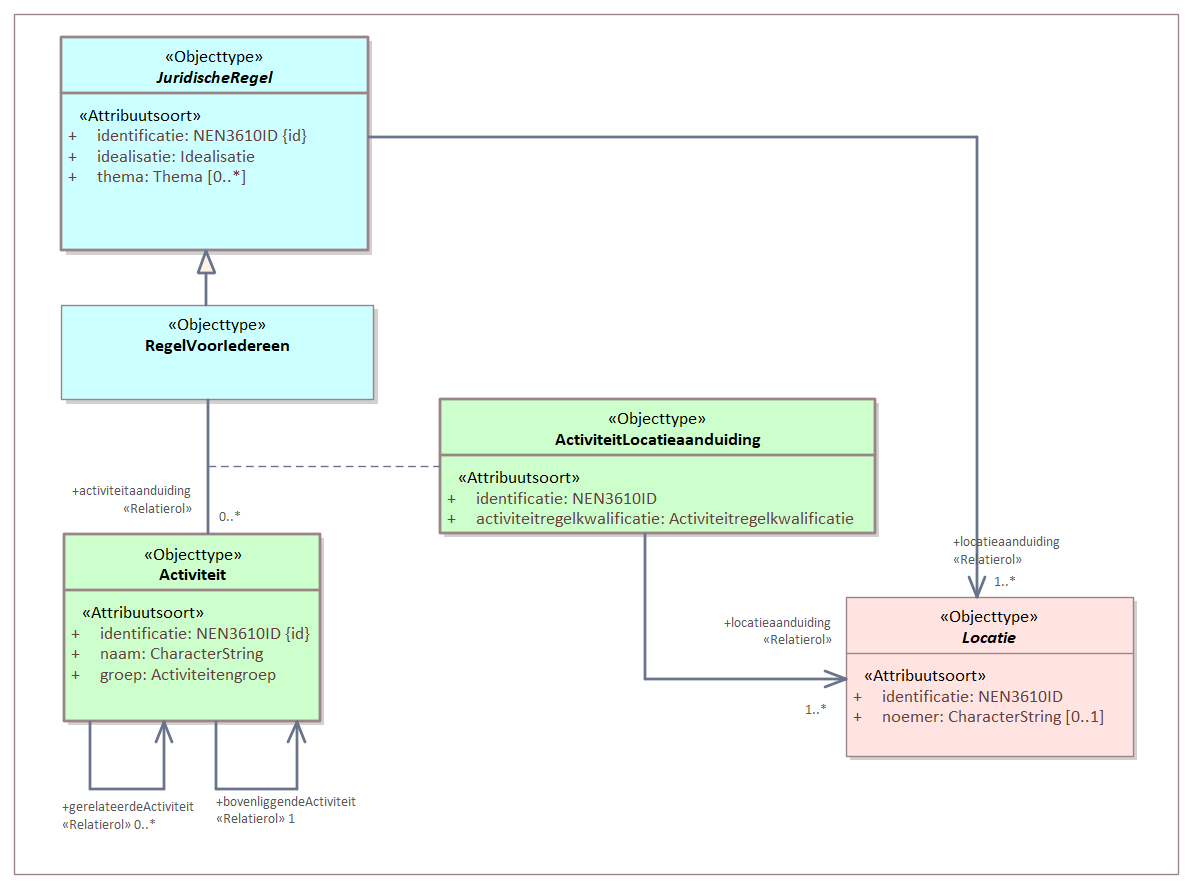 «Objecttype»
JuridischeRegel
«Attribuutsoort»
+ identificatie: NEN3610ID {id}
+ idealisatie: Idealisatie
+ thema: Thema [0..*]
«Objecttype»
RegelVoorIedereen
«Objecttype»
ActiviteitLocatieaanduiding
«Attribuutsoort»
+ identificatie: NEN3610ID
+ activiteitregelkwalificatie: Activiteitregelkwalificatie
+activiteitaanduiding
«Relatierol»
0..*
«Objecttype»
Activiteit
«Attribuutsoort»
+ identificatie: NEN3610ID {id}
+ naam: CharacterString
+ groep: Activiteitengroep
+locatieaanduiding
«Relatierol»
1..*
+locatieaanduiding
«Relatierol»
1..*
«Objecttype»
Locatie
«Attribuutsoort»
+ identificatie: NEN3610ID
+ noemer: CharacterString [0..1]
+gerelateerdeActiviteit
«Relatierol» 0..*
+bovenliggendeActiviteit
«Relatierol» 1